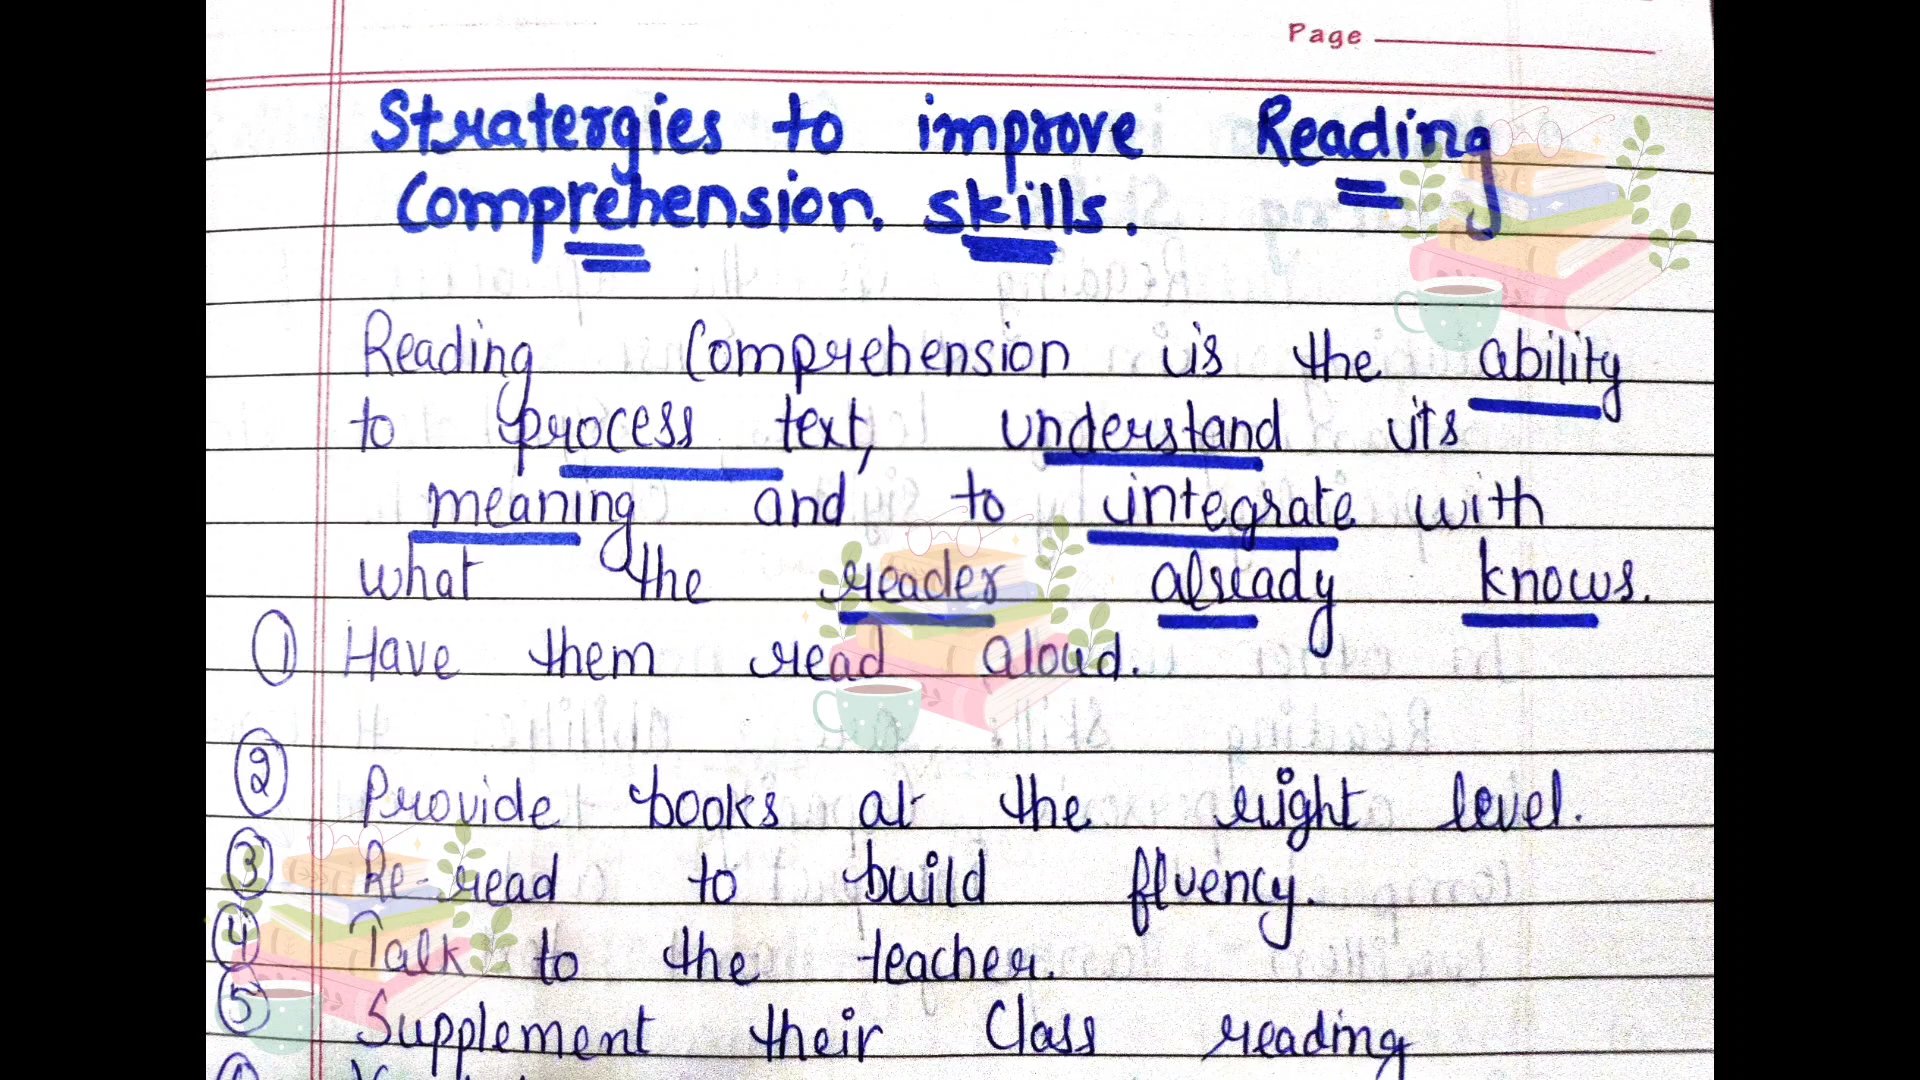 Page
Stratergies to improve Reading
Comprehension. skills.
Reading Comprehension is the ability
to process text, understand its
meaning and to integrate with
what the reader already knows.
① Have them read aloud.
② Provide books at the right level.
③ Re-read to build fluency.
④ Talk to the teacher.
⑤ Supplement their Class reading